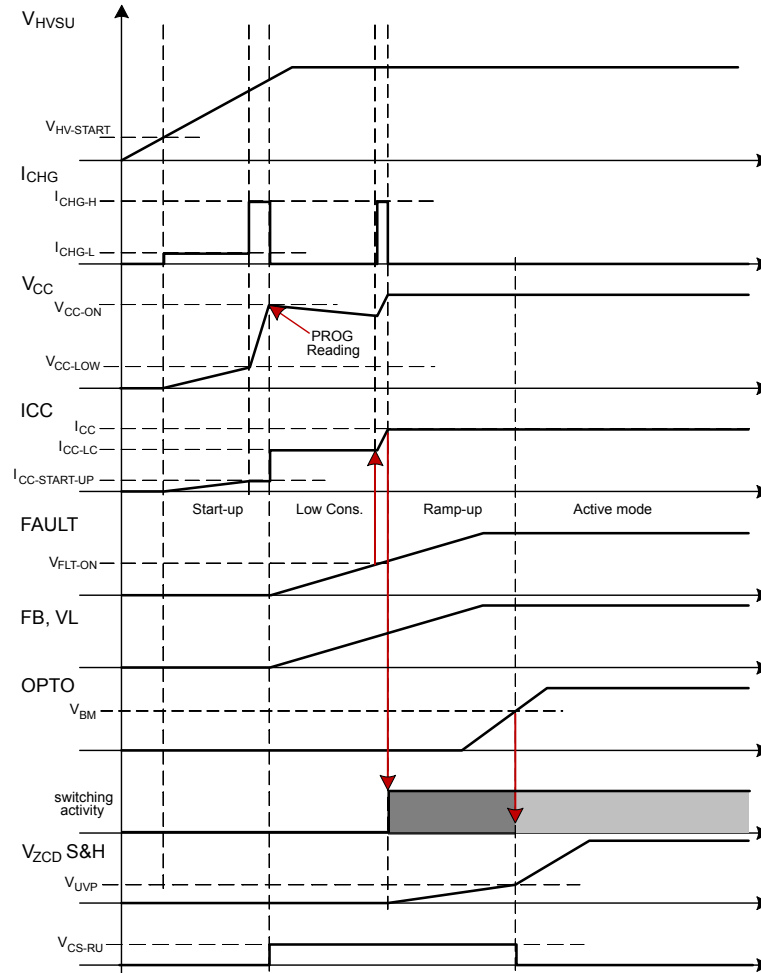 VHVSU
VHV-START
ICHG
ICHG-H
ICHG-L
VCC
VCC-ON
PROG
Reading
VCC-LOW
ICC
ICC
ICC-LC
ICC-START-UP
Start-up Low Cons. Ramp-up Active mode
FAULT
VFLT-ON
FB, VL
OPTO
VBM
switching
activity
VZCD S&H
VUVP
VCS-RU